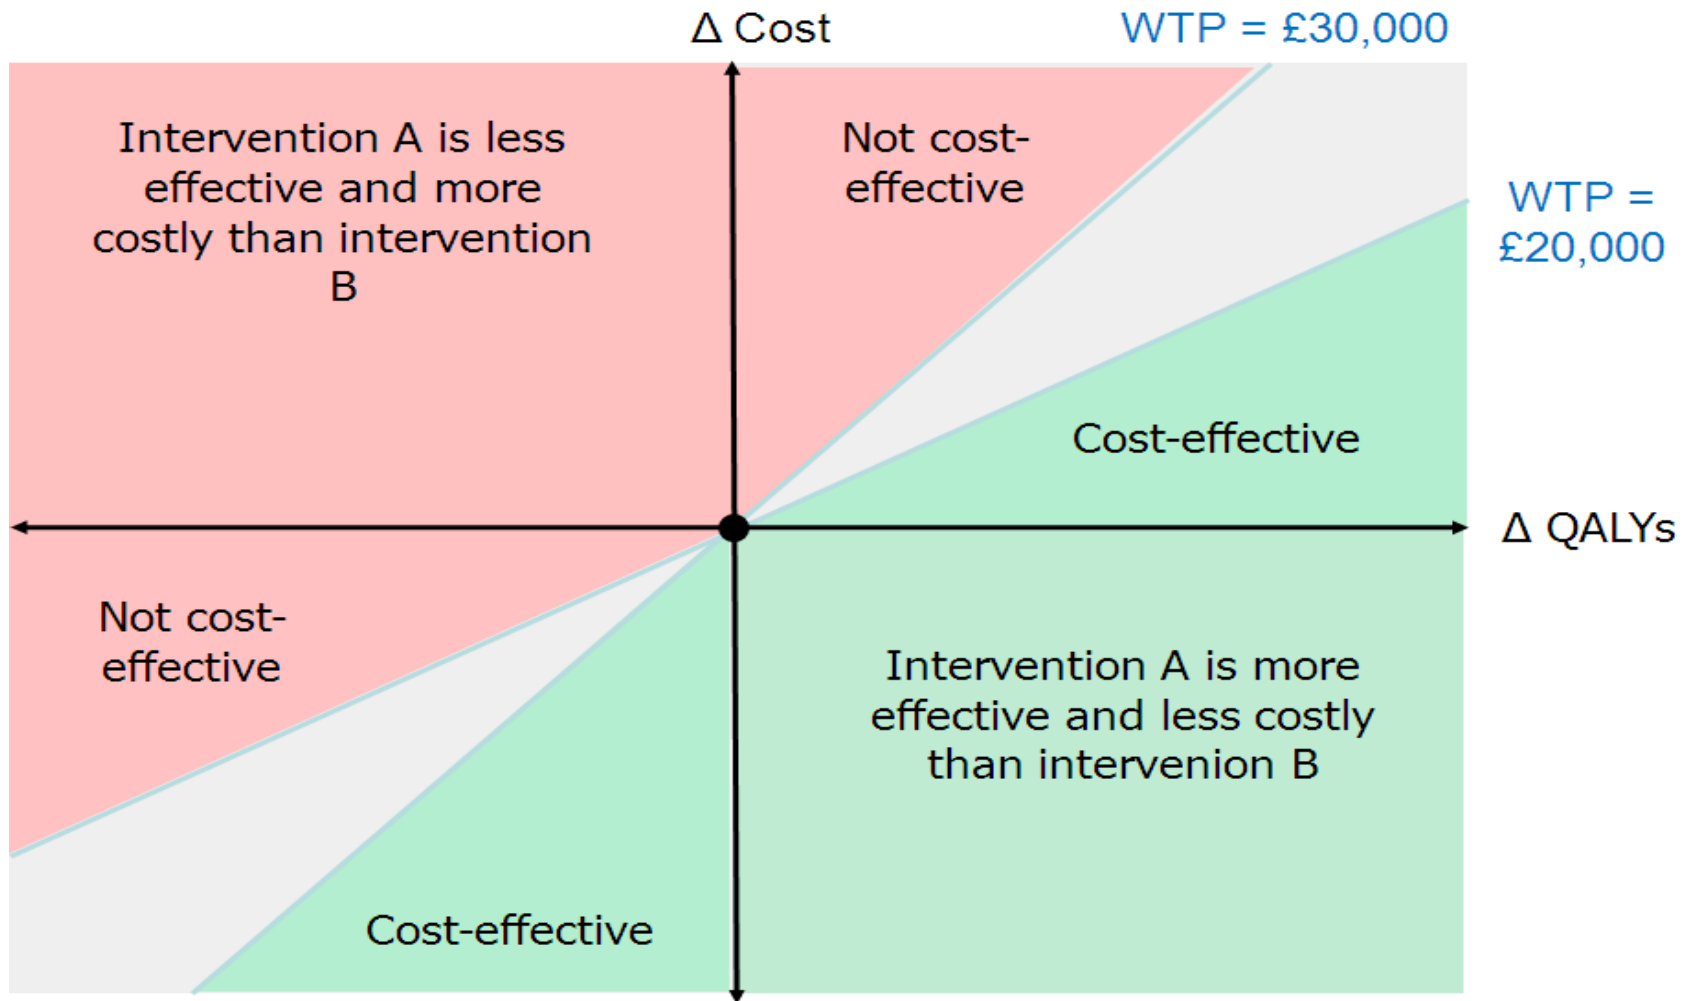 Δ Cost
WTP = £30,000
Intervention A is less
effective and more
costly than intervention
B
Not cost-
effective
WTP =
£20,000
Cost-effective
Δ QALYs
Not cost-
effective
Intervention A is more
effective and less costly
than intervenion B
Cost-effective